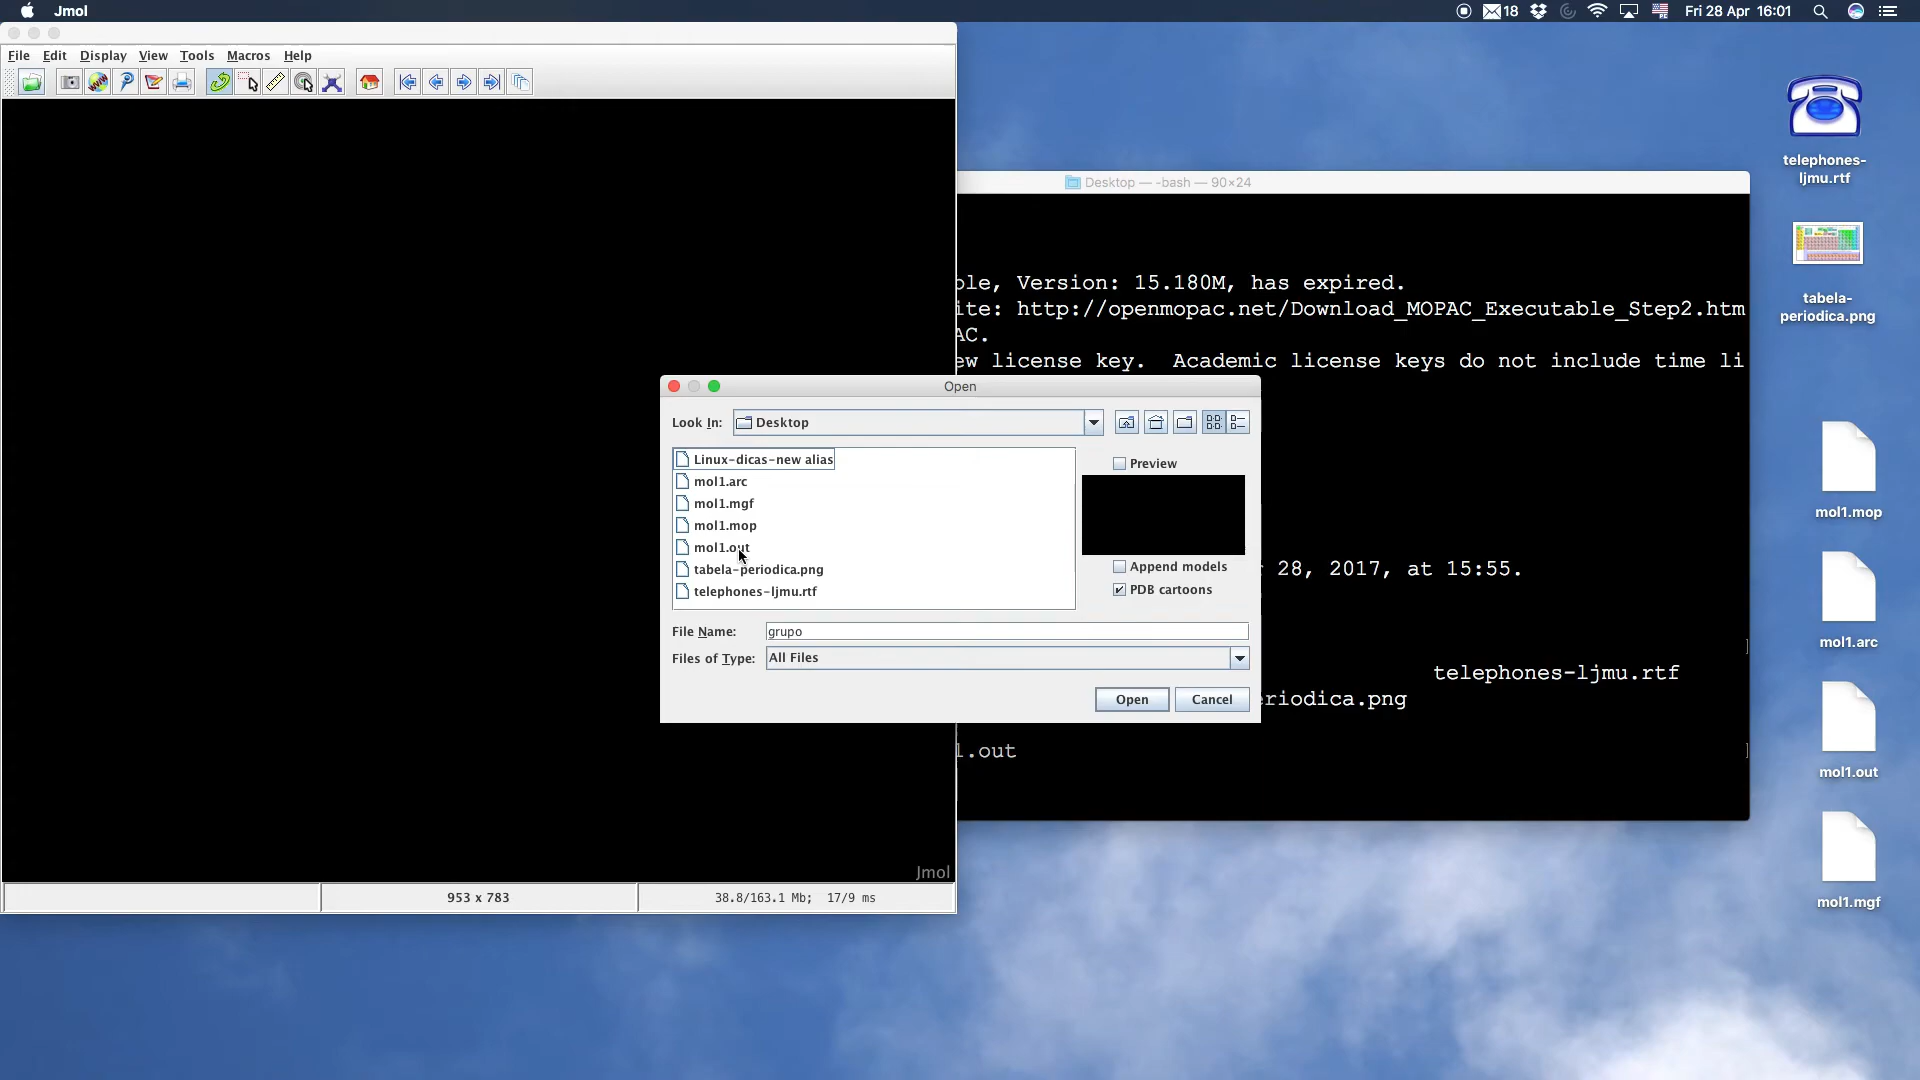 Jmol
18
Fri 28 Apr 16:01
File Edit Display View Tools Macros Help
Desktop — -bash — 90×24
ole, Version: 15.180M, has expired.
ite: http://openmopac.net/Download_MOPAC_Executable_Step2.htm
AC.
ew license key.  Academic license keys do not include time li
28, 2017, at 15:55.
telephones-ljmu.rtf
eriodica.png
.out
Open
Look In:
Desktop
Linux-dicas-new alias
mol1.arc
mol1.mgf
mol1.mop
mol1.out
tabela-periodica.png
telephones-ljmu.rtf
Preview
Append models
PDB cartoons
File Name:
grupo
Files of Type:
All Files
Open
Cancel
Jmol
953 x 783
38.8/163.1 Mb;  17/9 ms
telephones-
ljmu.rtf
tabela-
periodica.png
mol1.mop
mol1.arc
mol1.out
mol1.mgf